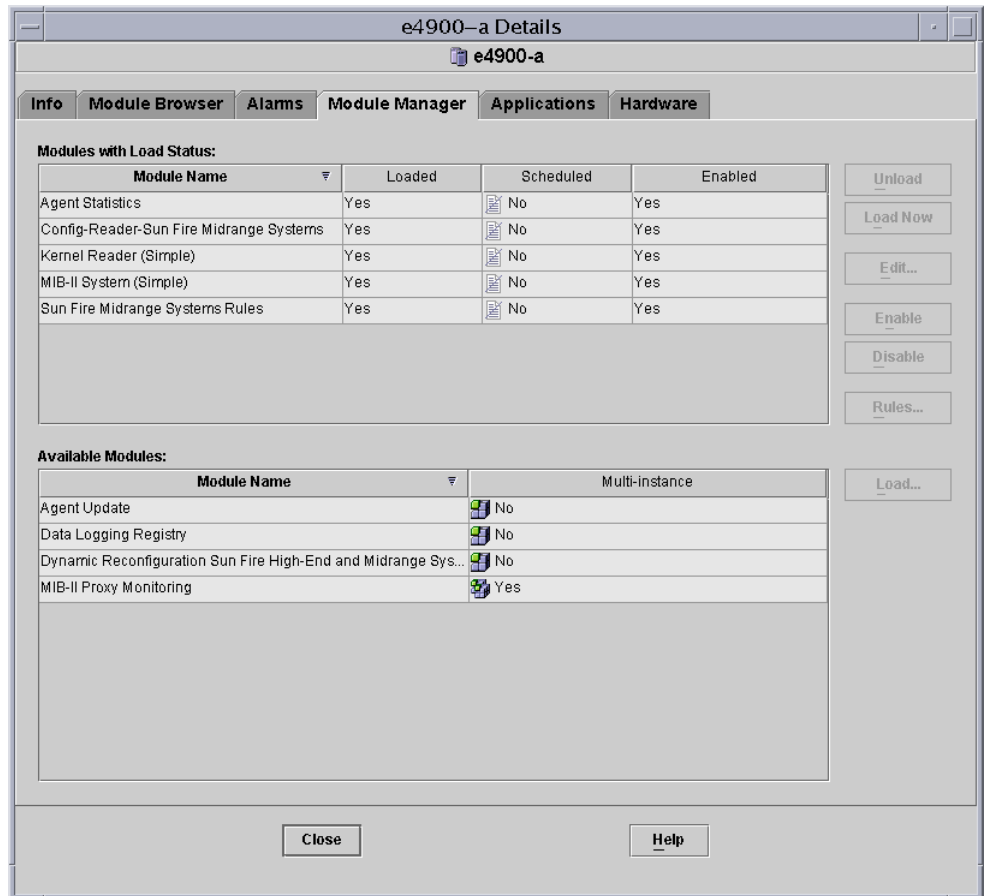 e4900–a Details
e4900-a
Info Module Browser Alarms Module Manager Applications Hardware
Modules with Load Status:
Module Name Loaded Scheduled Enabled
Agent Statistics Yes No Yes
Config-Reader-Sun Fire Midrange Systems Yes No Yes
Kernel Reader (Simple) Yes No Yes
MIB-II System (Simple) Yes No Yes
Sun Fire Midrange Systems Rules Yes No Yes
Unload
Load Now
Edit...
Enable
Disable
Rules...
Available Modules:
Module Name Multi-instance
Agent Update No
Data Logging Registry No
Dynamic Reconfiguration Sun Fire High-End and Midrange Sys... No
MIB-II Proxy Monitoring Yes
Load...
Close Help